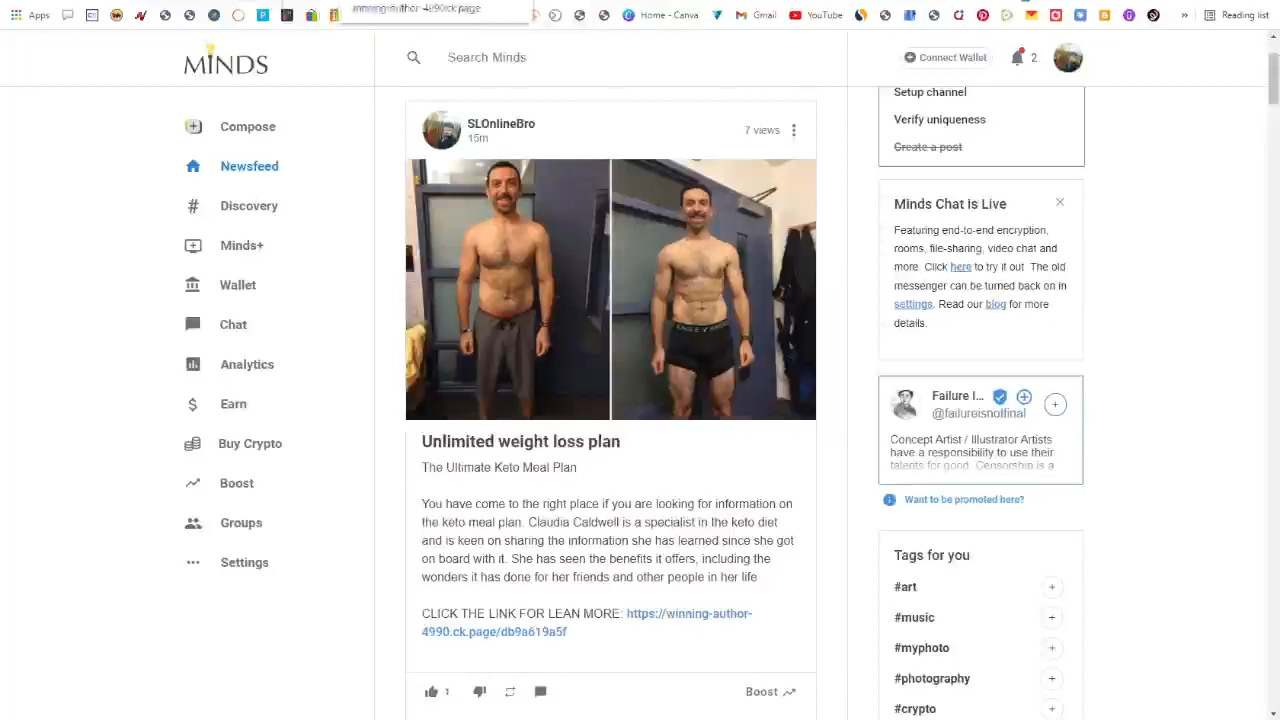 Apps
Home - Canva
Gmail
YouTube
»
Reading list
MINDS
Search Minds
Connect Wallet
2
Compose
Newsfeed
# Discovery
Minds+
Wallet
Chat
Analytics
$ Earn
Buy Crypto
Boost
Groups
Settings
SLOnlineBro
15m
7 views
Unlimited weight loss plan
The Ultimate Keto Meal Plan
You have come to the right place if you are looking for information on
the keto meal plan. Claudia Caldwell is a specialist in the keto diet
and is keen on sharing the information she has learned since she got
on board with it. She has seen the benefits it offers, including the
wonders it has done for her friends and other people in her life
CLICK THE LINK FOR LEAN MORE: https://winning-author-
4990.ck.page/db9a619a5f
1
Boost
Setup channel
Verify uniqueness
Create a post
Minds Chat is Live
Featuring end-to-end encryption,
rooms, file-sharing, video chat and
more. Click here to try it out The old
messenger can be turned back on in
settings. Read our blog for more
details.
Failure I...
@failureisnotfinal
Concept Artist / Illustrator Artists
have a responsibility to use their
talents for good. Censorship is a
Want to be promoted here?
Tags for you
#art
#music
#myphoto
#photography
#crypto